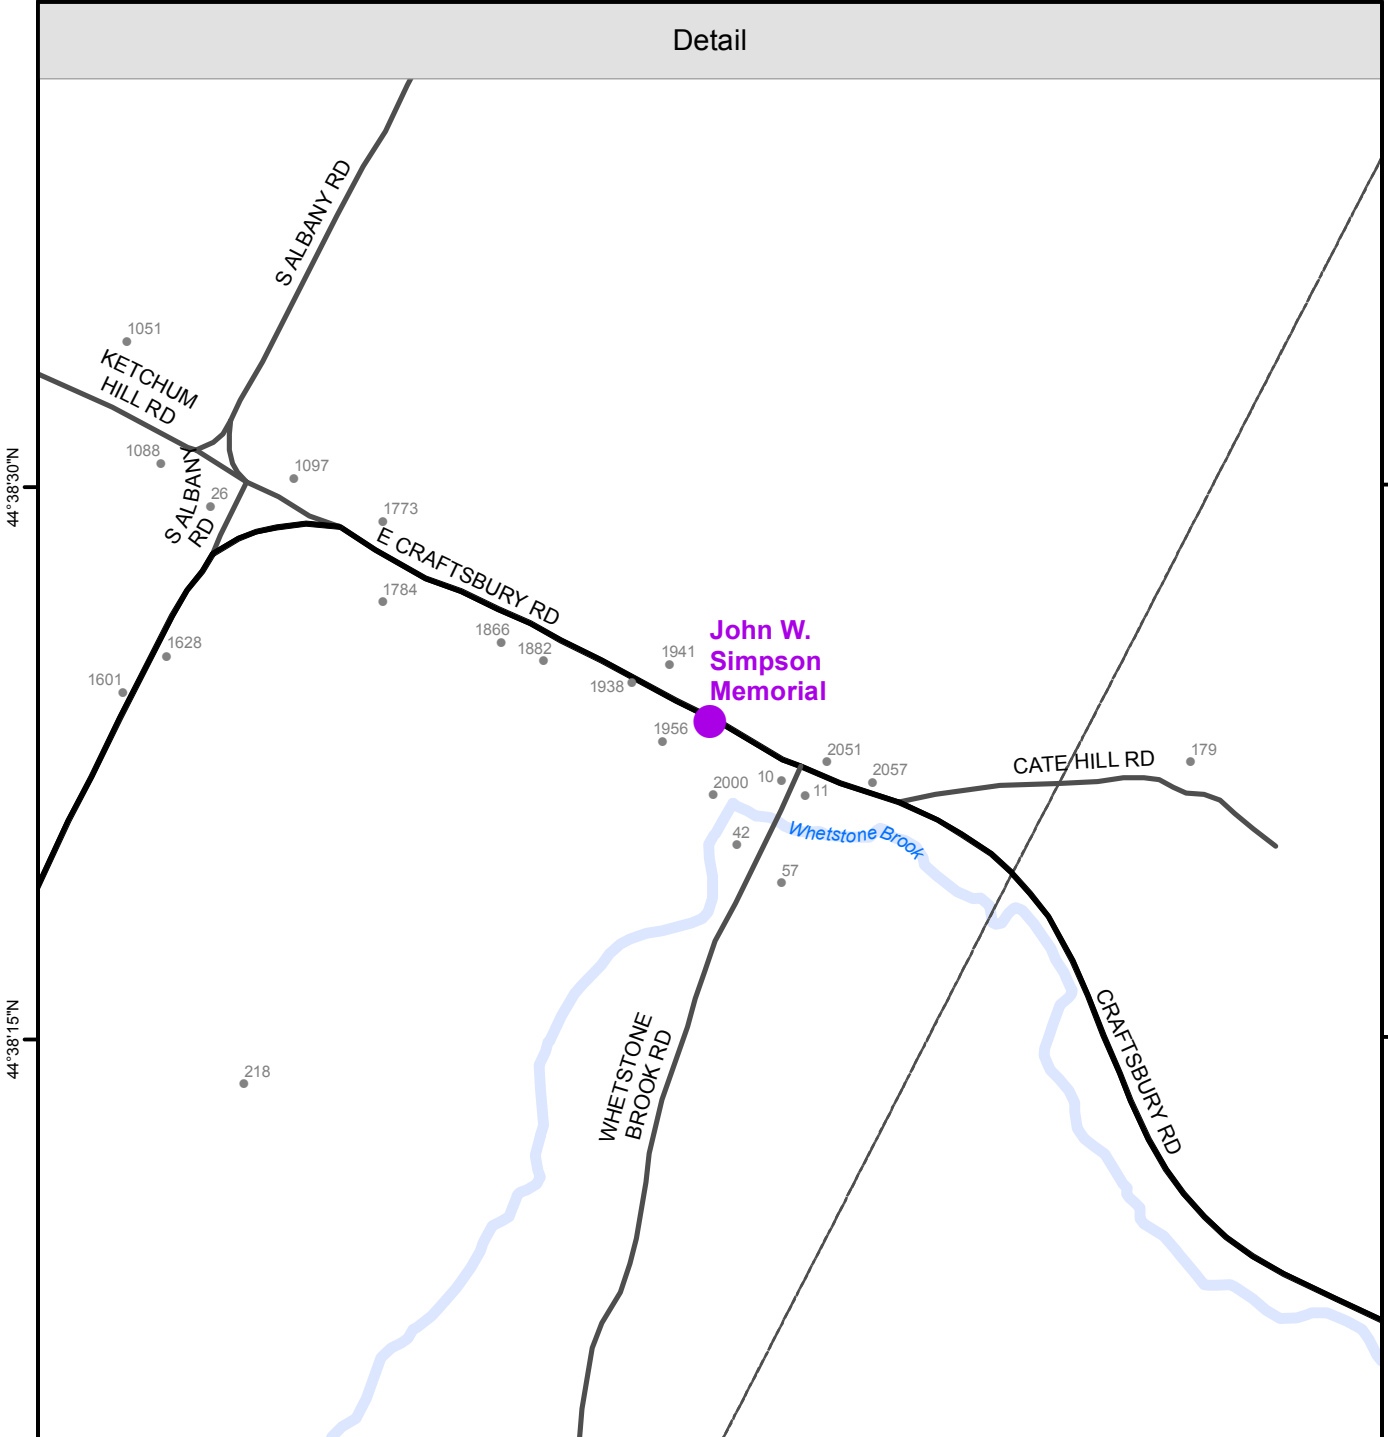 Detail
S ALBANY RD
1051
KETCHUM
HILL RD
1088
1097
44°38'30"N
S ALBANY
RD
26
1773
E CRAFTSBURY RD
1784
1866
1882
1628
1601
John W.
Simpson
Memorial
1941
1938
1956
2051
2057
CATE HILL RD
179
10
11
2000
Whetstone Brook
42
57
44°38'15"N
CRAFTSBURY RD
WHETSTONE
BROOK RD
218